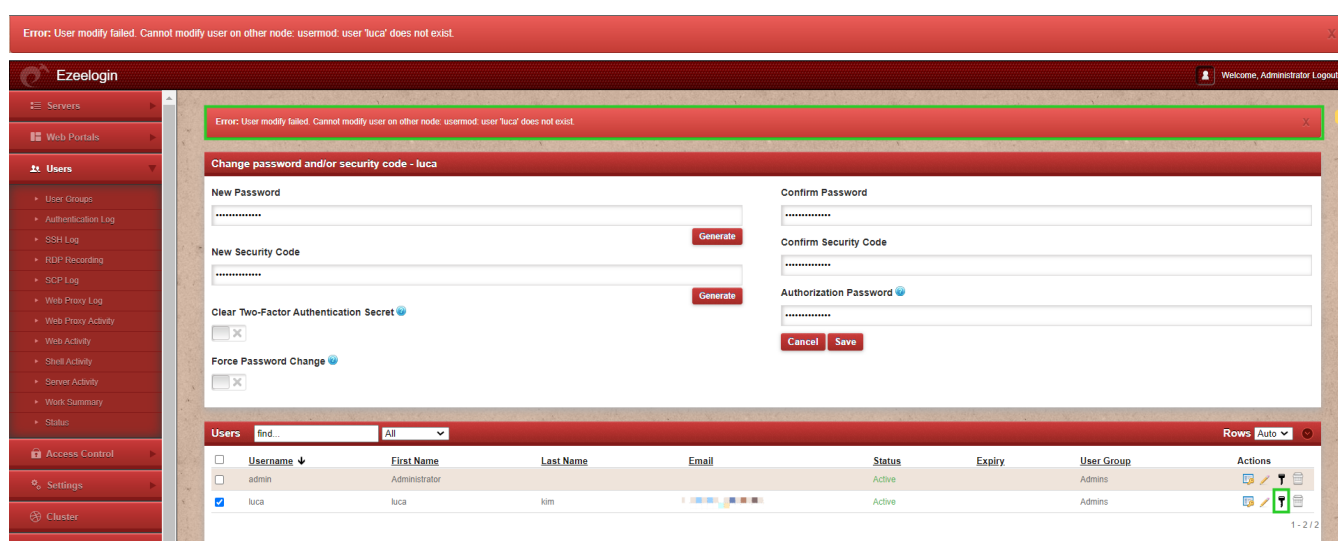 Error: User modify failed. Cannot modify user on other node: usermod: user 'luca' does not exist. X
Ezeelogin
Welcome, Administrator Logout
Servers
Web Portals
Users
User Groups
Authentication Log
SSH Log
RDP Recording
SCP Log
Web Proxy Log
Web Proxy Activity
Web Activity
Shell Activity
Server Activity
Work Summary
Status
Access Control
Settings
Cluster
Error: User modify failed. Cannot modify user on other node: usermod: user 'luca' does not exist. X
Change password and/or security code - luca
New Password
Generate
New Security Code
Generate
Clear Two-Factor Authentication Secret
Force Password Change
Confirm Password
Confirm Security Code
Authorization Password
Cancel Save
Users find... All Rows Auto
Username First Name Last Name Email Status Expiry User Group Actions
admin Administrator Active Admins
luca luca kim Active Admins
1 - 2 / 2